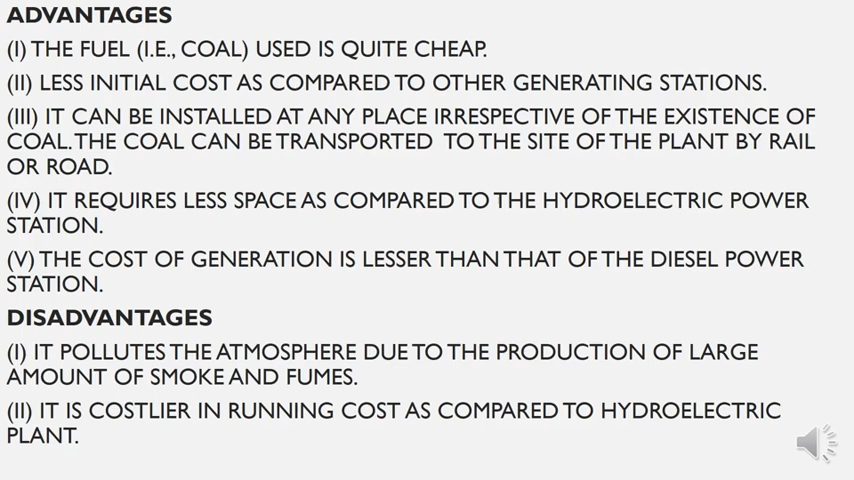 ADVANTAGES
(I) THE FUEL (I.E., COAL) USED IS QUITE CHEAP.
(II) LESS INITIAL COST AS COMPARED TO OTHER GENERATING STATIONS.
(III) IT CAN BE INSTALLED AT ANY PLACE IRRESPECTIVE OF THE EXISTENCE OF
COAL. THE COAL CAN BE TRANSPORTED TO THE SITE OF THE PLANT BY RAIL
OR ROAD.
(IV) IT REQUIRES LESS SPACE AS COMPARED TO THE HYDROELECTRIC POWER
STATION.
(V) THE COST OF GENERATION IS LESSER THAN THAT OF THE DIESEL POWER
STATION.
DISADVANTAGES
(I) IT POLLUTES THE ATMOSPHERE DUE TO THE PRODUCTION OF LARGE
AMOUNT OF SMOKE AND FUMES.
(II) IT IS COSTLIER IN RUNNING COST AS COMPARED TO HYDROELECTRIC
PLANT.